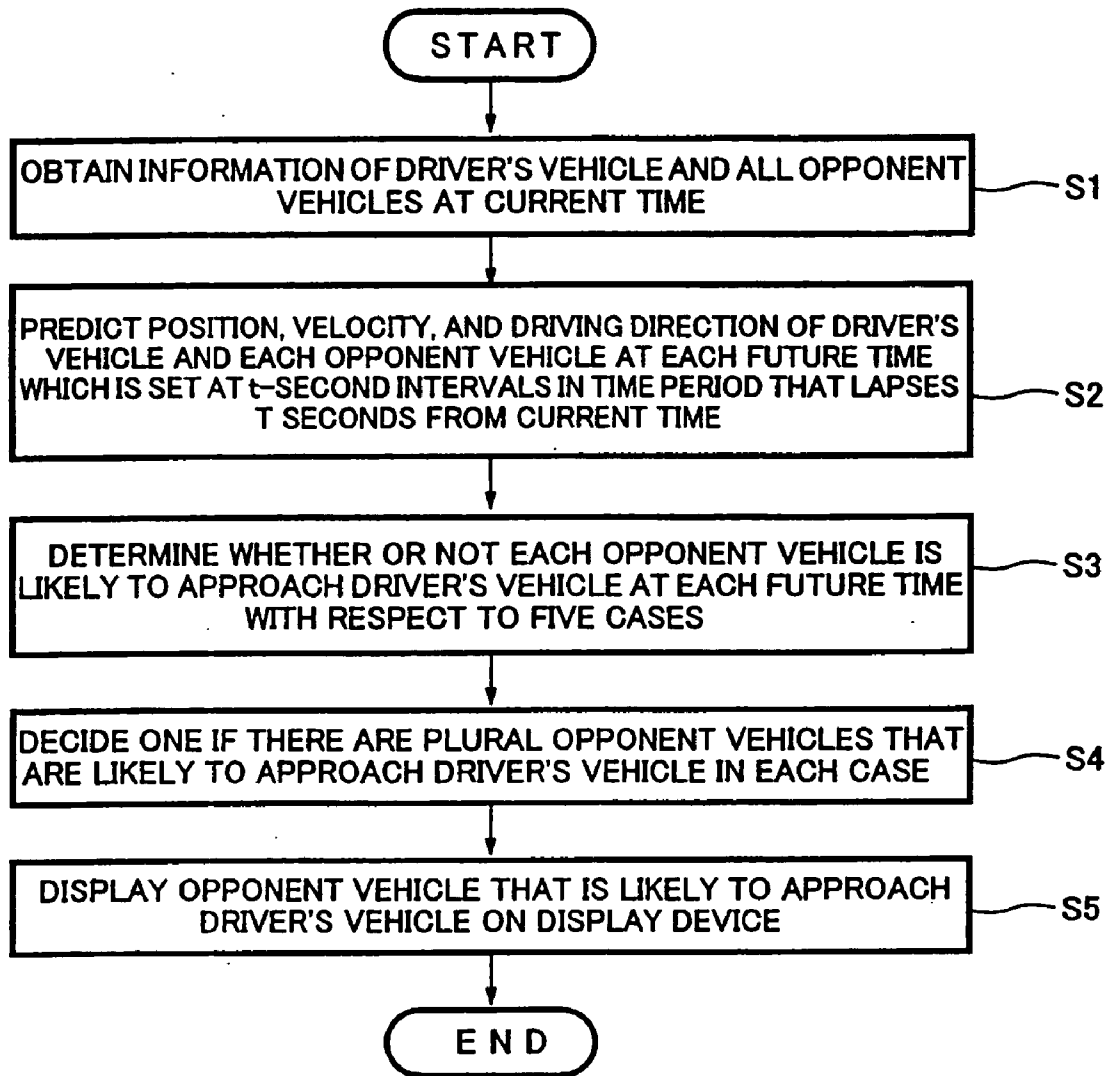 START
OBTAIN INFORMATION OF DRIVER'S VEHICLE AND ALL OPPONENT
VEHICLES AT CURRENT TIME
S1
PREDICT POSITION, VELOCITY, AND DRIVING DIRECTION OF DRIVER'S
VEHICLE AND EACH OPPONENT VEHICLE AT EACH FUTURE TIME
WHICH IS SET AT t-SECOND INTERVALS IN TIME PERIOD THAT LAPSES
T SECONDS FROM CURRENT TIME
S2
DETERMINE WHETHER OR NOT EACH OPPONENT VEHICLE IS
LIKELY TO APPROACH DRIVER'S VEHICLE AT EACH FUTURE TIME
WITH RESPECT TO FIVE CASES
S3
DECIDE ONE IF THERE ARE PLURAL OPPONENT VEHICLES THAT
ARE LIKELY TO APPROACH DRIVER'S VEHICLE IN EACH CASE
S4
DISPLAY OPPONENT VEHICLE THAT IS LIKELY TO APPROACH
DRIVER'S VEHICLE ON DISPLAY DEVICE
S5
END